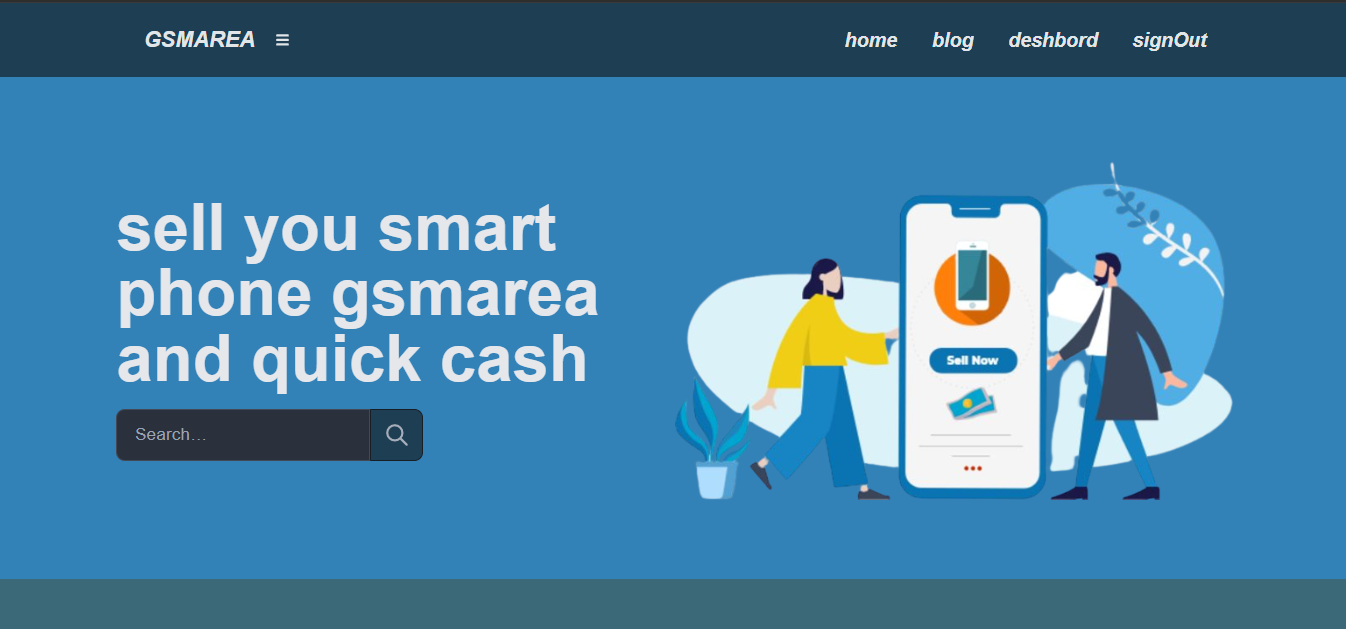 GSMAREA
home blog deshbord signOut
sell you smart
phone gsmarea
and quick cash
Search...
Sell Now